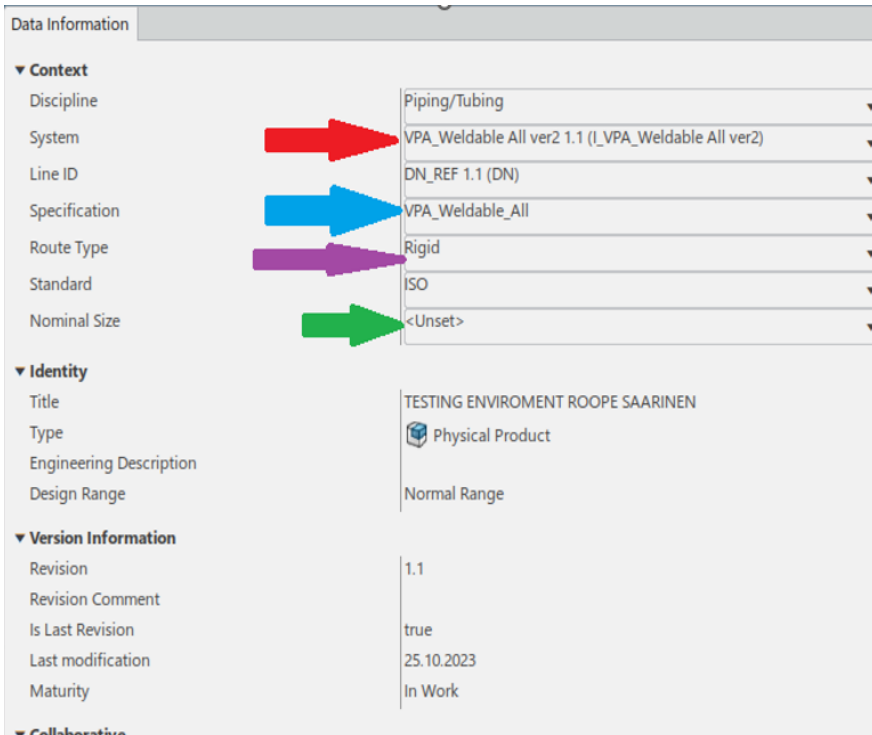 Data Information
Context
Discipline Piping/Tubing
System VPA_Weldable All ver2 1.1 (I_VPA_Weldable All ver2)
Line ID DN_REF 1.1 (DN)
Specification VPA_Weldable_All
Route Type Rigid
Standard ISO
Nominal Size <Unset>
Identity
Title TESTING ENVIROMENT ROOPE SAARINEN
Type Physical Product
Engineering Description
Design Range Normal Range
Version Information
Revision 1.1
Revision Comment
Is Last Revision true
Last modification 25.10.2023
Maturity In Work
Collaborative